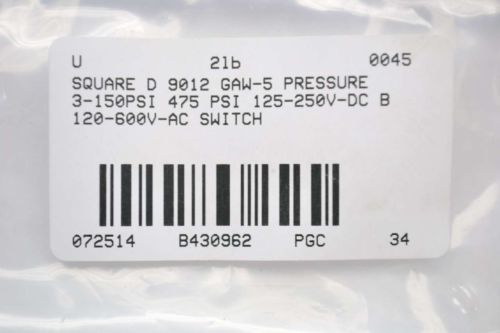 U 21b 0045
SQUARE D 9012 GAW-5 PRESSURE
3-150PSI 475 PSI 125-250V-DC B
120-600V-AC SWITCH
072514 B430962 PGC 34